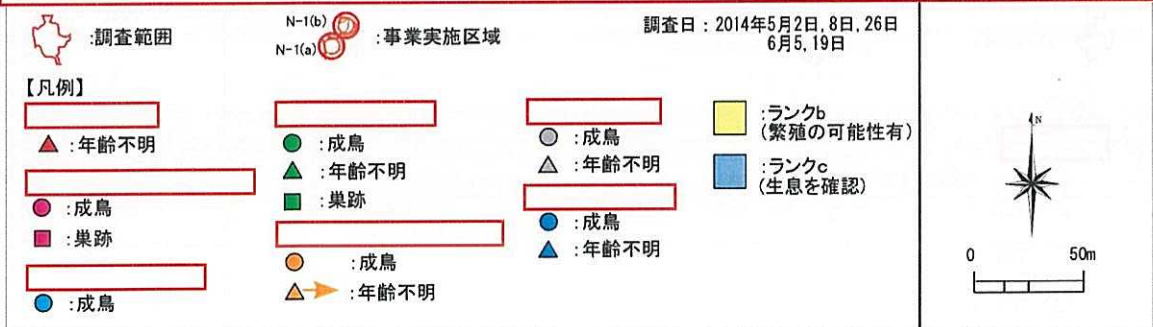 :調査範囲
N-1(b)
N-1(a)
:事業実施区域
調査日：2014年5月2日,8日,26日
6月5,19日
【凡例】
:年齢不明
:成鳥
:巣跡
:成鳥
:成鳥
:年齢不明
:巣跡
:成鳥
:年齢不明
:成鳥
:年齢不明
:成鳥
:年齢不明
:ランクb
(繁殖の可能性有)
:ランクc
(生息を確認)
N
0 50m